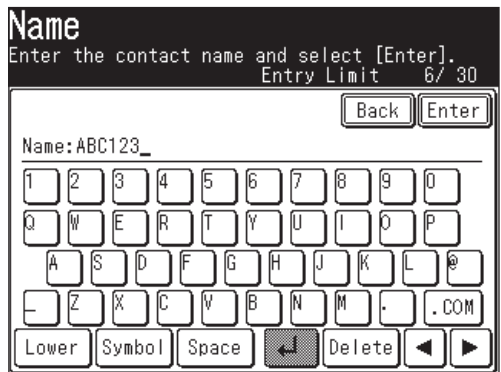 Name
Enter the contact name and select [Enter].
Entry Limit 6/ 30
Back Enter
Name:ABC123_
1 2 3 4 5 6 7 8 9 0
Q W E R T Y U I O P
A S D F G H J K L @
_ Z X C V B N M . .COM
Lower Symbol Space ↵ Delete ◀ ▶